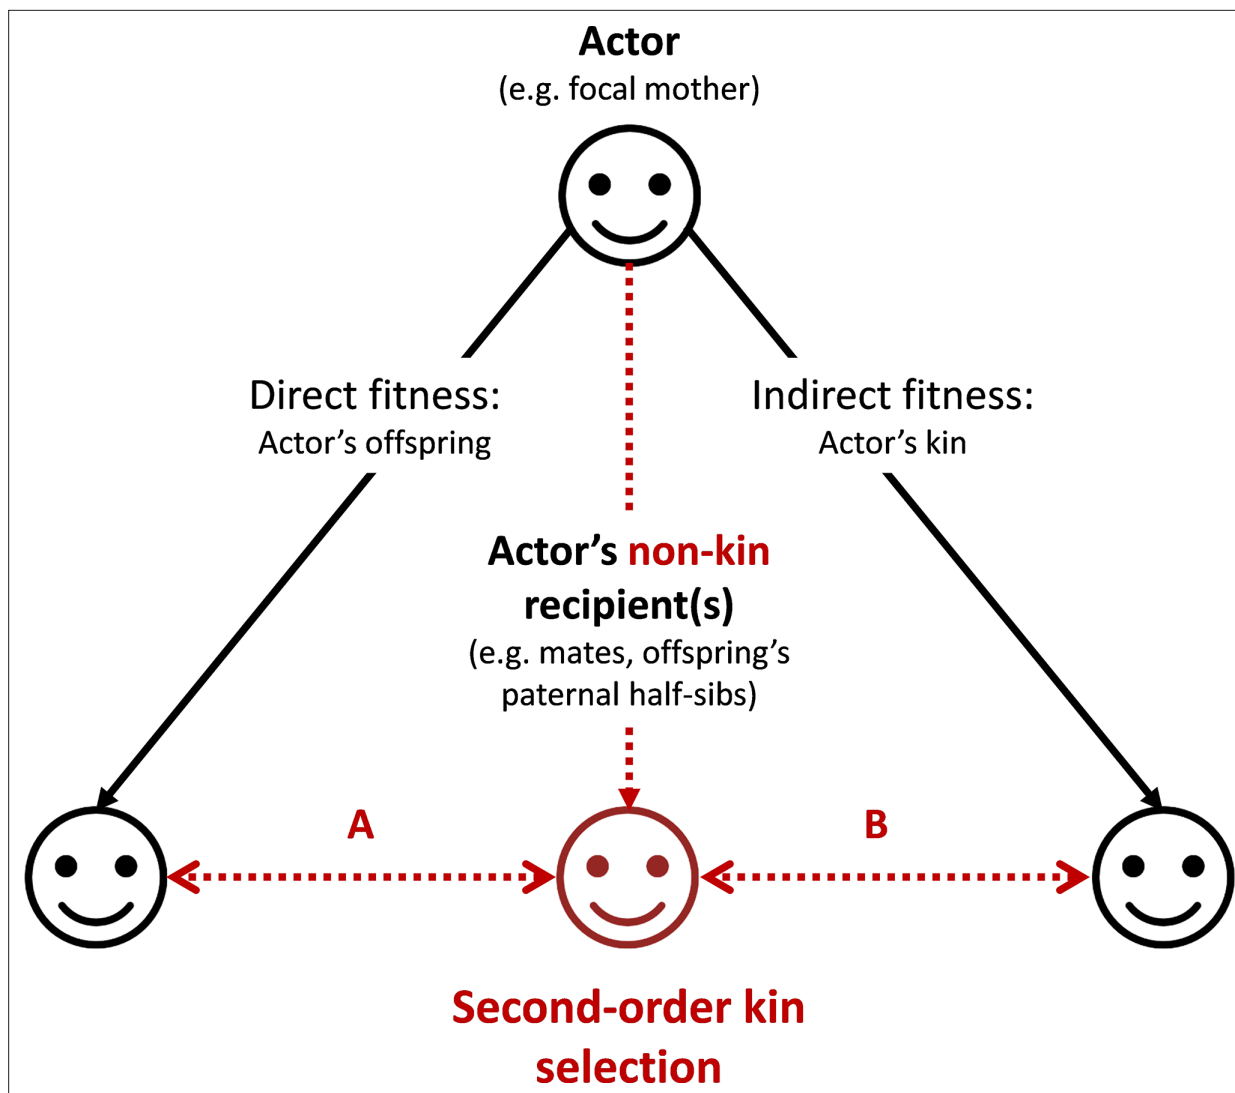 Actor
(e.g. focal mother)
Direct fitness:
Actor’s offspring
Indirect fitness:
Actor’s kin
Actor’s non-kin
recipient(s)
(e.g. mates, offspring’s
paternal half-sibs)
A
B
Second-order kin
selection